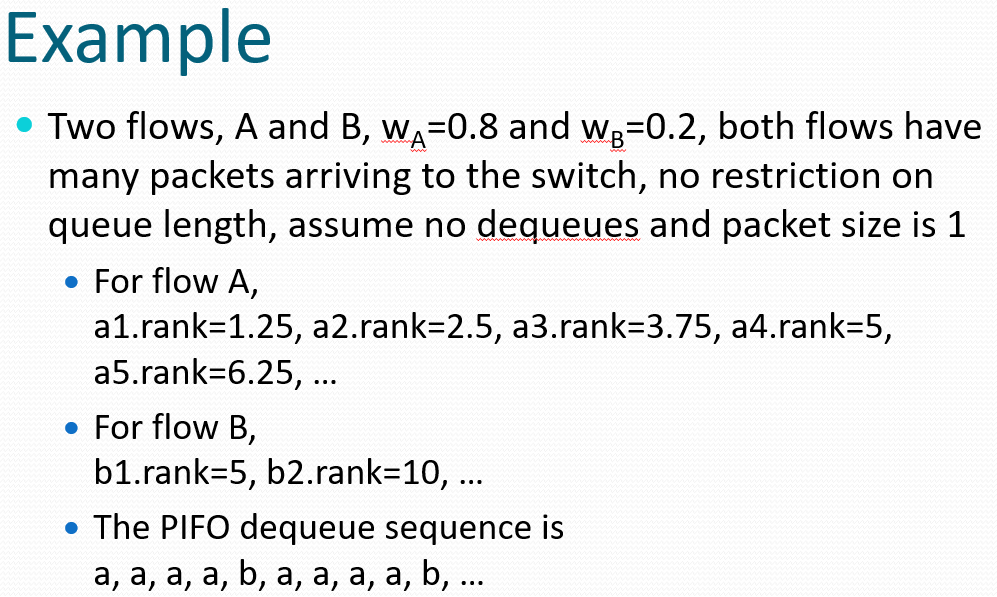 Example
• Two flows, A and B, wA=0.8 and wB=0.2, both flows have
many packets arriving to the switch, no restriction on
queue length, assume no dequeues and packet size is 1
• For flow A,
a1.rank=1.25, a2.rank=2.5, a3.rank=3.75, a4.rank=5,
a5.rank=6.25, ...
• For flow B,
b1.rank=5, b2.rank=10, ...
• The PIFO dequeue sequence is
a, a, a, a, b, a, a, a, a, b, ...